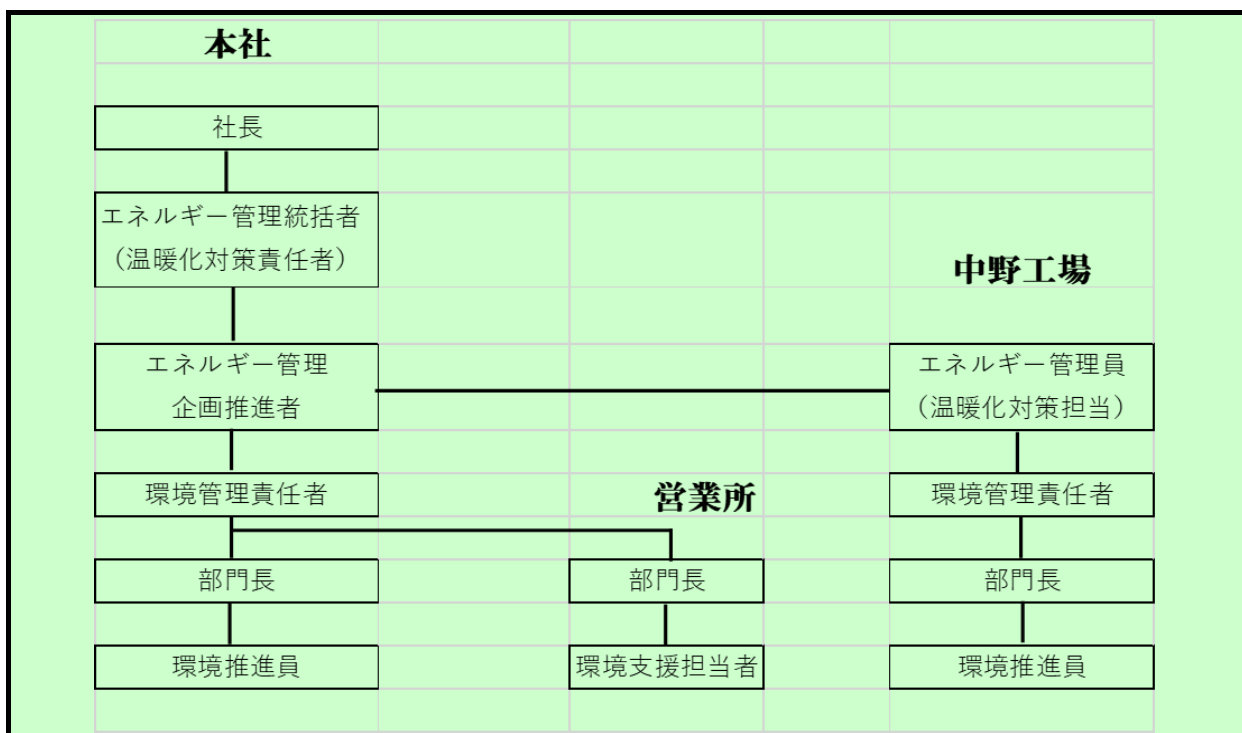 本社
社長
エネルギー管理統括者
（温暖化対策責任者）
中野工場
エネルギー管理
企画推進者
エネルギー管理員
（温暖化対策担当）
環境管理責任者
営業所
環境管理責任者
部門長
部門長
部門長
環境推進員
環境支援担当者
環境推進員